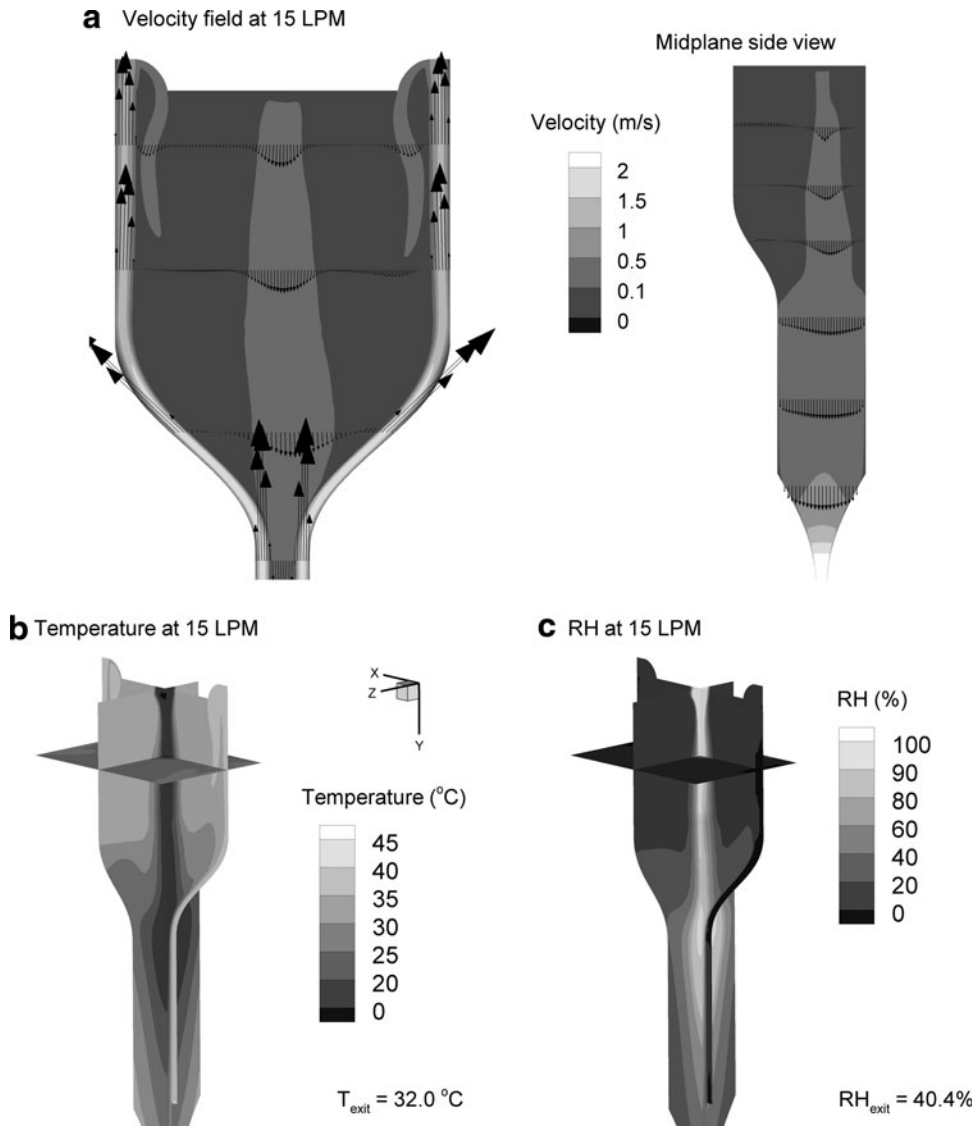 a Velocity field at 15 LPM
Midplane side view
Velocity (m/s)
2
1.5
1
0.5
0.1
0
b Temperature at 15 LPM
X
Z
Y
Temperature (°C)
45
40
35
30
25
20
0
T_exit = 32.0 °C
c RH at 15 LPM
RH (%)
100
90
80
60
40
20
0
RH_exit = 40.4%